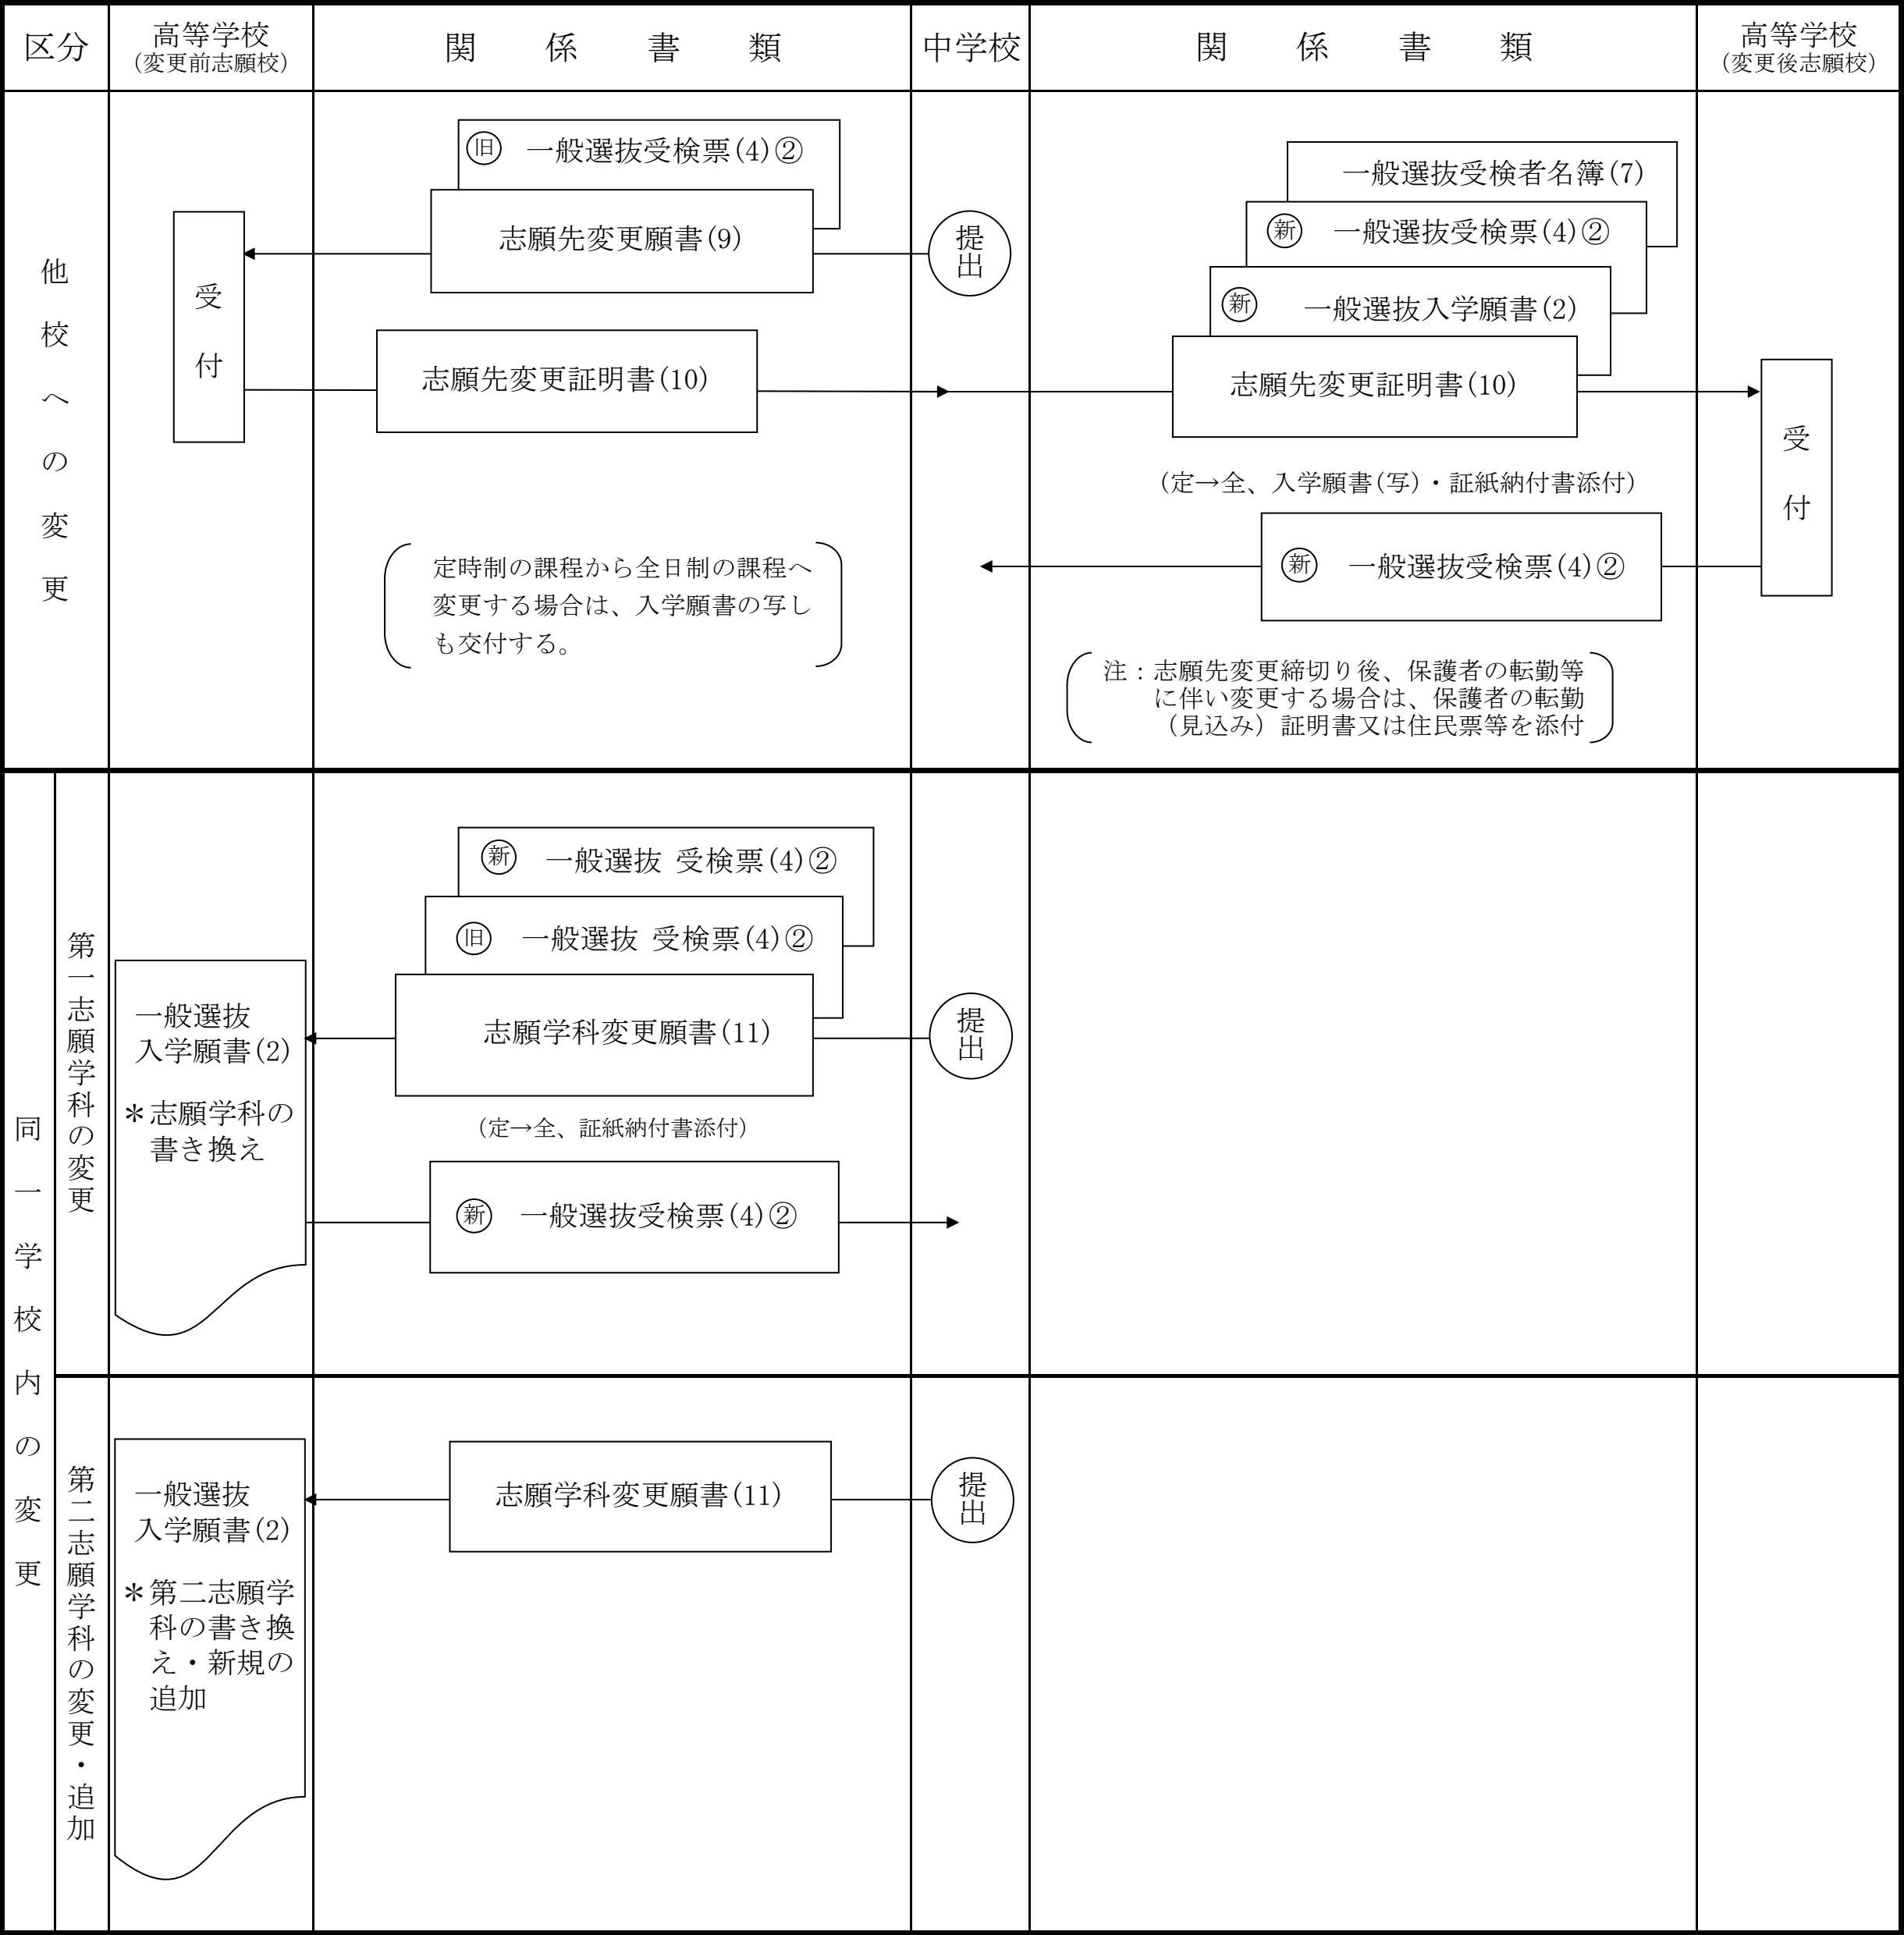 区分
高等学校
（変更前志願校）
関係書類
中学校
関係書類
高等学校
（変更後志願校）
他校への変更
受付
旧 一般選抜受検票(4)②
志願先変更願書(9)
提出
志願先変更証明書(10)
定時制の課程から全日制の課程へ
変更する場合は、入学願書の写し
も交付する。
一般選抜受検者名簿(7)
新 一般選抜受検票(4)②
新 一般選抜入学願書(2)
志願先変更証明書(10)
（定→全、入学願書(写)・証紙納付書添付）
新 一般選抜受検票(4)②
注：志願先変更締切り後、保護者の転勤等
に伴い変更する場合は、保護者の転勤
（見込み）証明書又は住民票等を添付
受付
同一学校内の変更
第一志願学科の変更
一般選抜
入学願書(2)
＊志願学科の
書き換え
新 一般選抜 受検票(4)②
旧 一般選抜 受検票(4)②
志願学科変更願書(11)
提出
（定→全、証紙納付書添付）
新 一般選抜受検票(4)②
第二志願学科の変更・追加
一般選抜
入学願書(2)
＊第二志願学
科の書き換
え・新規の
追加
志願学科変更願書(11)
提出